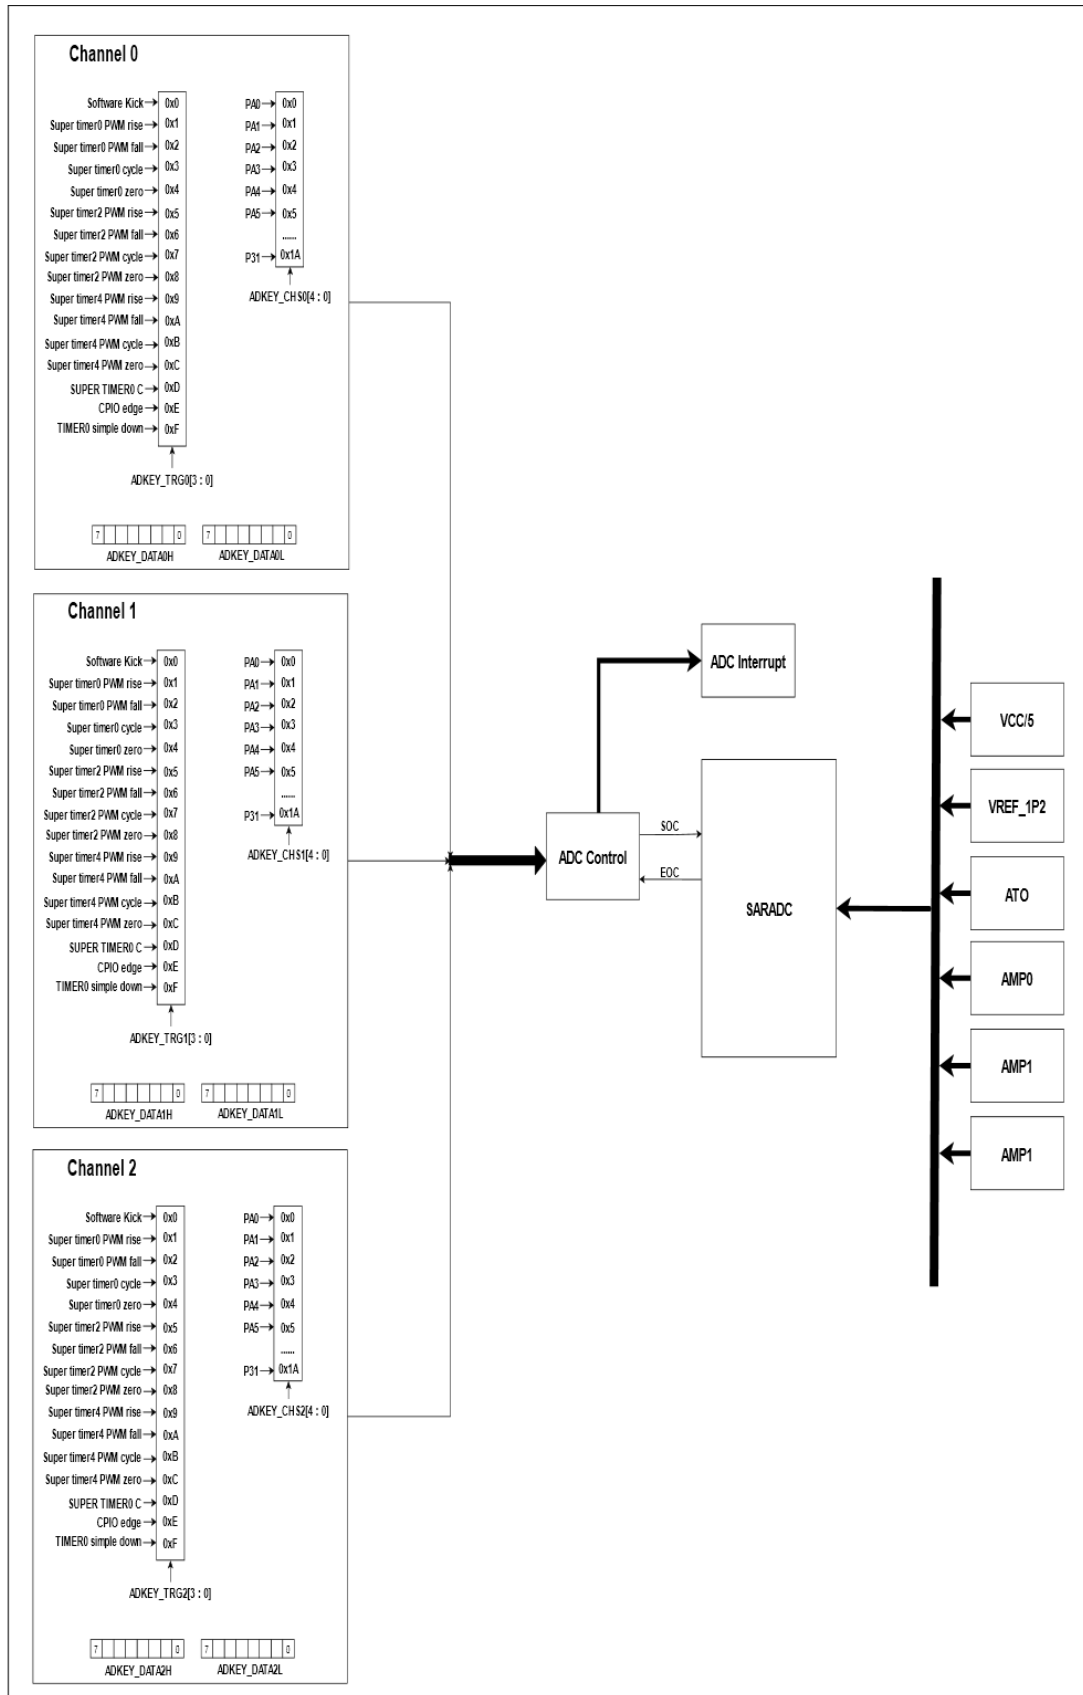 Channel 0
Software Kick 0x0
Super timer0 PWM rise 0x1
Super timer0 PWM fall 0x2
Super timer0 cycle 0x3
Super timer0 zero 0x4
Super timer2 PWM rise 0x5
Super timer2 PWM fall 0x6
Super timer2 PWM cycle 0x7
Super timer2 PWM zero 0x8
Super timer4 PWM rise 0x9
Super timer4 PWM fall 0xA
Super timer4 PWM cycle 0xB
Super timer4 PWM zero 0xC
SUPER TIMER0 C 0xD
CPIO edge 0xE
TIMER0 simple down 0xF
ADKEY_TRG0[3 : 0]
PA0 0x0
PA1 0x1
PA2 0x2
PA3 0x3
PA4 0x4
PA5 0x5
......
P31 0x1A
ADKEY_CHS0[4 : 0]
7 0
ADKEY_DATA0H
7 0
ADKEY_DATA0L
Channel 1
Software Kick 0x0
Super timer0 PWM rise 0x1
Super timer0 PWM fall 0x2
Super timer0 cycle 0x3
Super timer0 zero 0x4
Super timer2 PWM rise 0x5
Super timer2 PWM fall 0x6
Super timer2 PWM cycle 0x7
Super timer2 PWM zero 0x8
Super timer4 PWM rise 0x9
Super timer4 PWM fall 0xA
Super timer4 PWM cycle 0xB
Super timer4 PWM zero 0xC
SUPER TIMER0 C 0xD
CPIO edge 0xE
TIMER0 simple down 0xF
ADKEY_TRG1[3 : 0]
PA0 0x0
PA1 0x1
PA2 0x2
PA3 0x3
PA4 0x4
PA5 0x5
......
P31 0x1A
ADKEY_CHS1[4 : 0]
7 0
ADKEY_DATA1H
7 0
ADKEY_DATA1L
Channel 2
Software Kick 0x0
Super timer0 PWM rise 0x1
Super timer0 PWM fall 0x2
Super timer0 cycle 0x3
Super timer0 zero 0x4
Super timer2 PWM rise 0x5
Super timer2 PWM fall 0x6
Super timer2 PWM cycle 0x7
Super timer2 PWM zero 0x8
Super timer4 PWM rise 0x9
Super timer4 PWM fall 0xA
Super timer4 PWM cycle 0xB
Super timer4 PWM zero 0xC
SUPER TIMER0 C 0xD
CPIO edge 0xE
TIMER0 simple down 0xF
ADKEY_TRG2[3 : 0]
PA0 0x0
PA1 0x1
PA2 0x2
PA3 0x3
PA4 0x4
PA5 0x5
......
P31 0x1A
ADKEY_CHS2[4 : 0]
7 0
ADKEY_DATA2H
7 0
ADKEY_DATA2L
ADC Control
ADC Interrupt
SOC
EOC
SARADC
VCC/5
VREF_1P2
ATO
AMP0
AMP1
AMP1